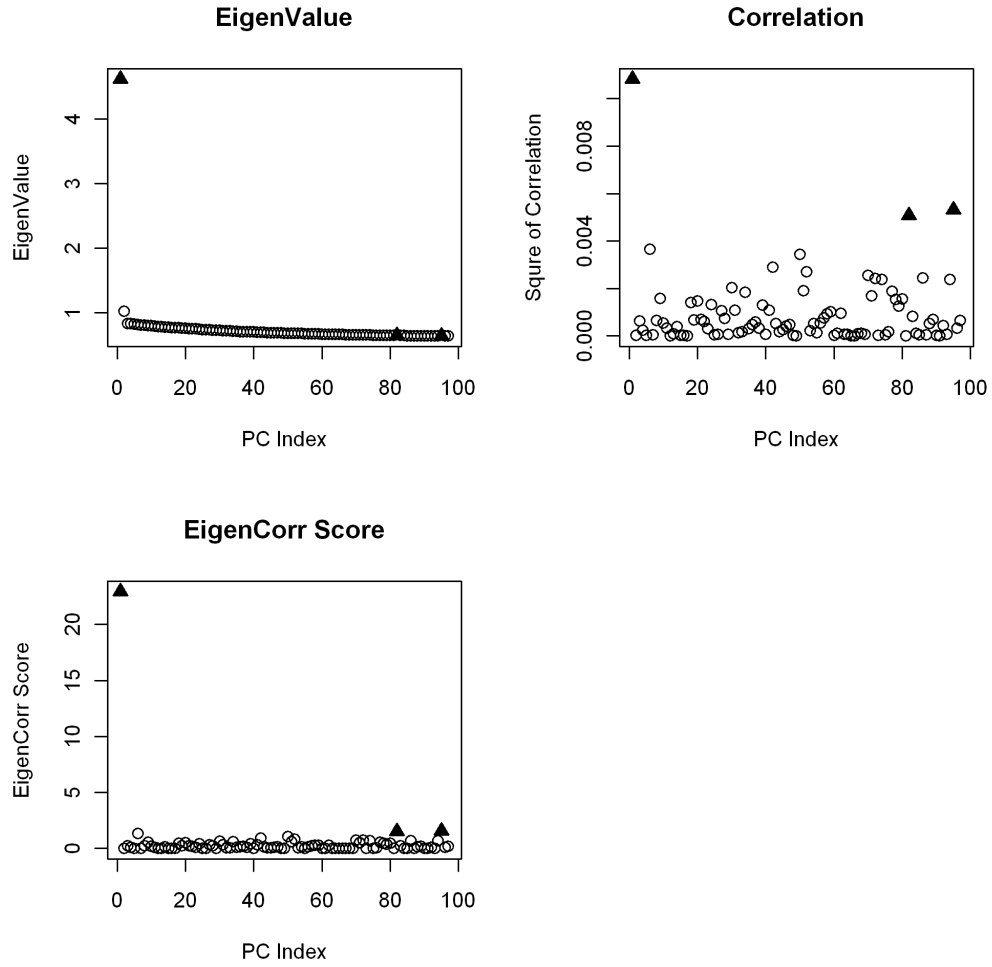 EigenValue
EigenValue
1
2
3
4
0 20 40 60 80 100
PC Index
Correlation
Squre of Correlation
0.000
0.004
0.008
0 20 40 60 80 100
PC Index
EigenCorr Score
EigenCorr Score
0
5
10
15
20
0 20 40 60 80 100
PC Index